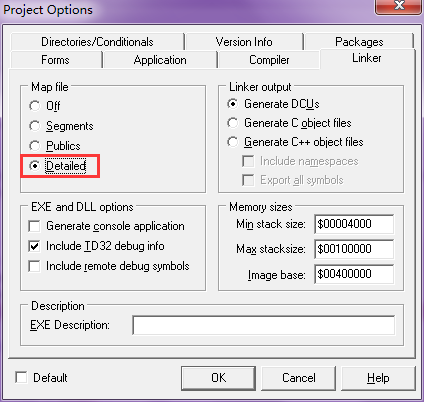 Project Options
Directories/Conditionals Version Info Packages
Forms Application Compiler Linker
Map file
Off
Segments
Publics
Detailed
Linker output
Generate DCUs
Generate C object files
Generate C++ object files
Include namespaces
Export all symbols
EXE and DLL options
Generate console application
Include TD32 debug info
Include remote debug symbols
Memory sizes
Min stack size: $00004000
Max stacksize: $00100000
Image base: $00400000
Description
EXE Description:
Default OK Cancel Help